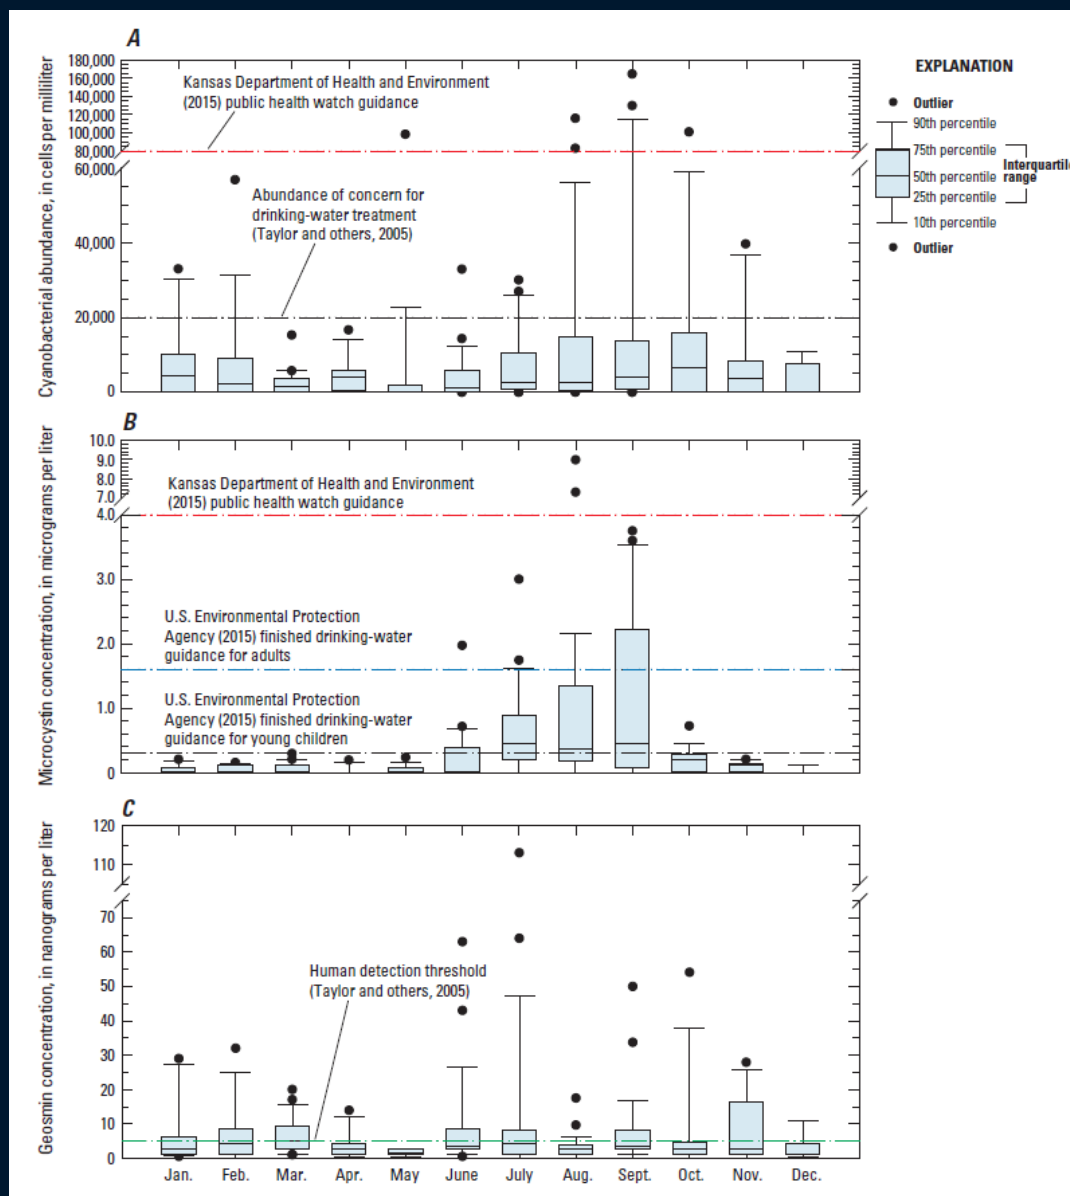 A
Cyanobacterial abundance, in cells per milliliter
180,000
160,000
140,000
120,000
100,000
80,000
60,000
40,000
20,000
0
Kansas Department of Health and Environment
(2015) public health watch guidance
Abundance of concern for
drinking-water treatment
(Taylor and others, 2005)
EXPLANATION
Outlier
90th percentile
75th percentile
50th percentile
25th percentile
Interquartile
range
10th percentile
Outlier
B
Microcystin concentration, in micrograms per liter
10.0
9.0
8.0
7.0
4.0
3.0
2.0
1.0
0
Kansas Department of Health and Environment
(2015) public health watch guidance
U.S. Environmental Protection
Agency (2015) finished drinking-water
guidance for adults
U.S. Environmental Protection
Agency (2015) finished drinking-water
guidance for young children
C
Geosmin concentration, in nanograms per liter
120
110
70
60
50
40
30
20
10
0
Human detection threshold
(Taylor and others, 2005)
Jan. Feb. Mar. Apr. May June July Aug. Sept. Oct. Nov. Dec.